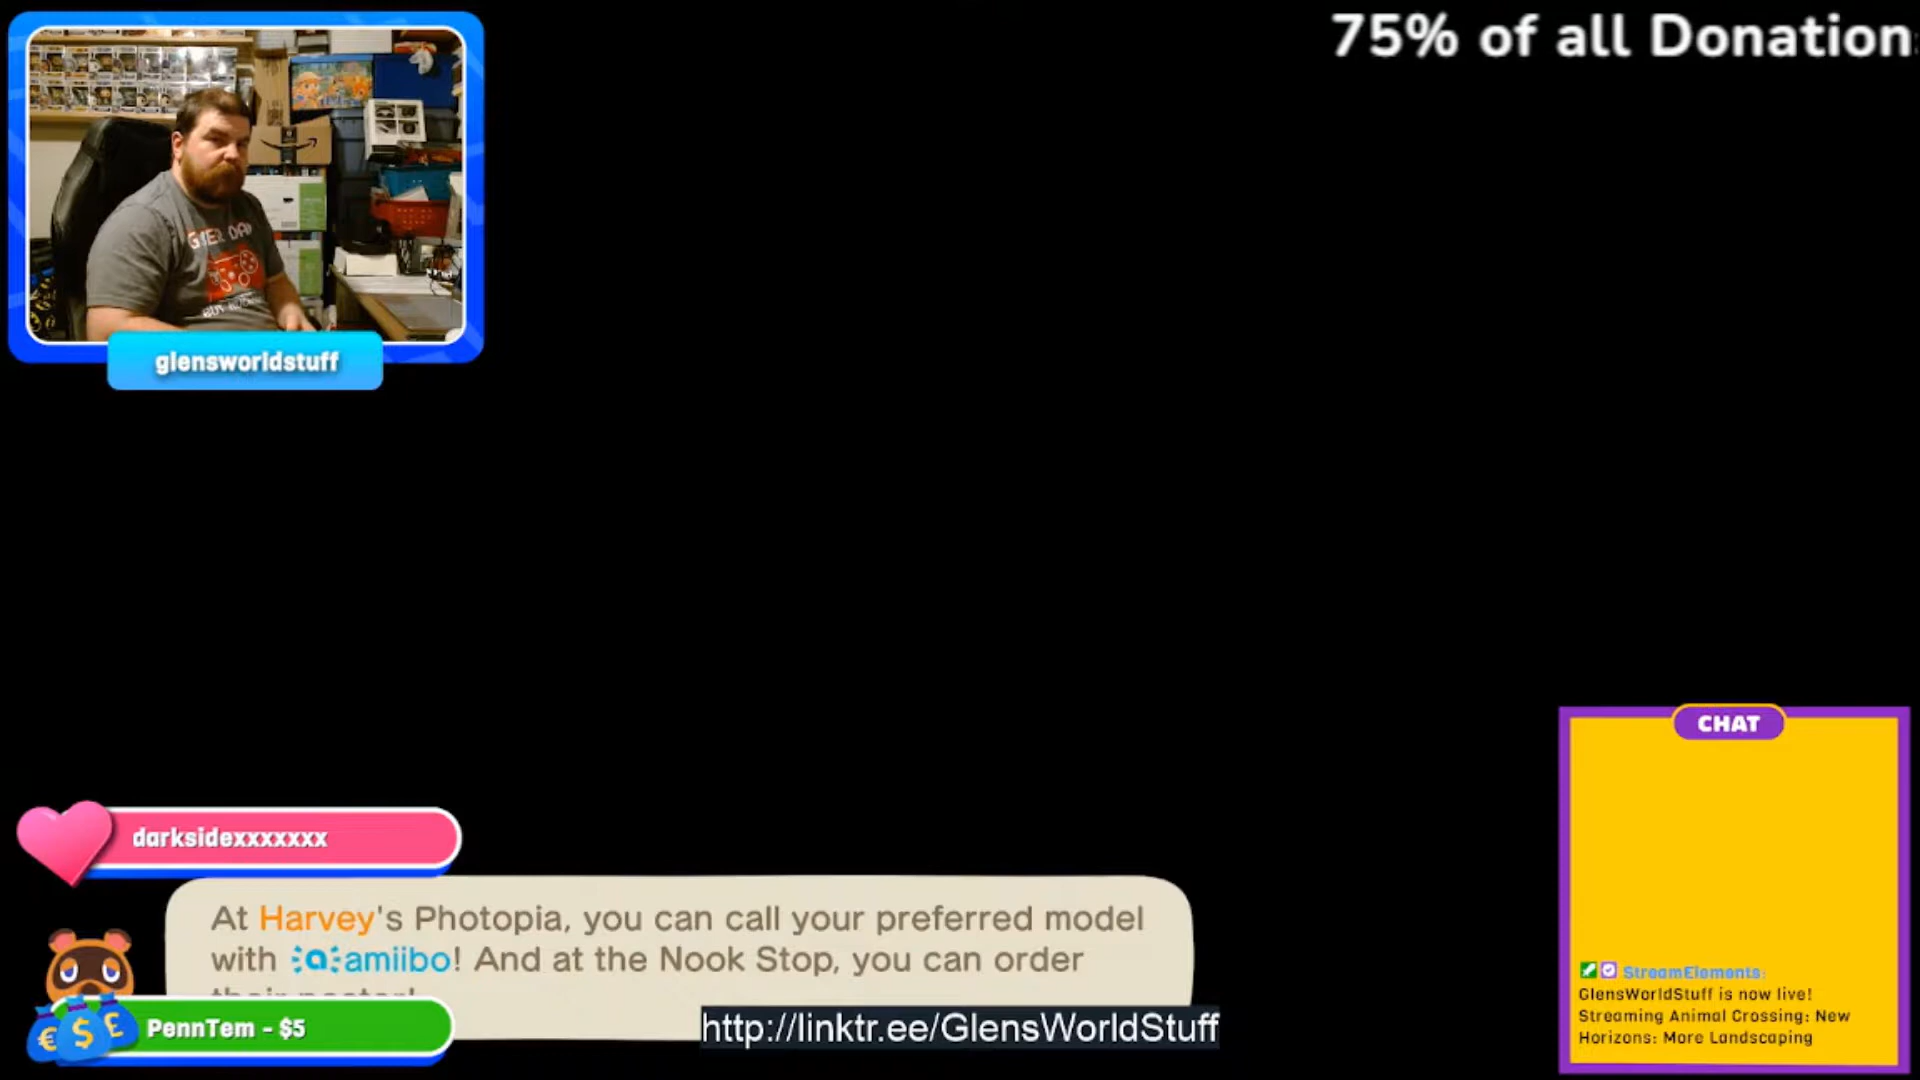 75% of all Donation
glensworldstuff
darksidexxxxxxx
At Harvey's Photopia, you can call your preferred model
with amiibo! And at the Nook Stop, you can order
their poster!
PennTem - $5
http://linktr.ee/GlensWorldStuff
CHAT
StreamElements:
GlensWorldStuff is now live!
Streaming Animal Crossing: New
Horizons: More Landscaping